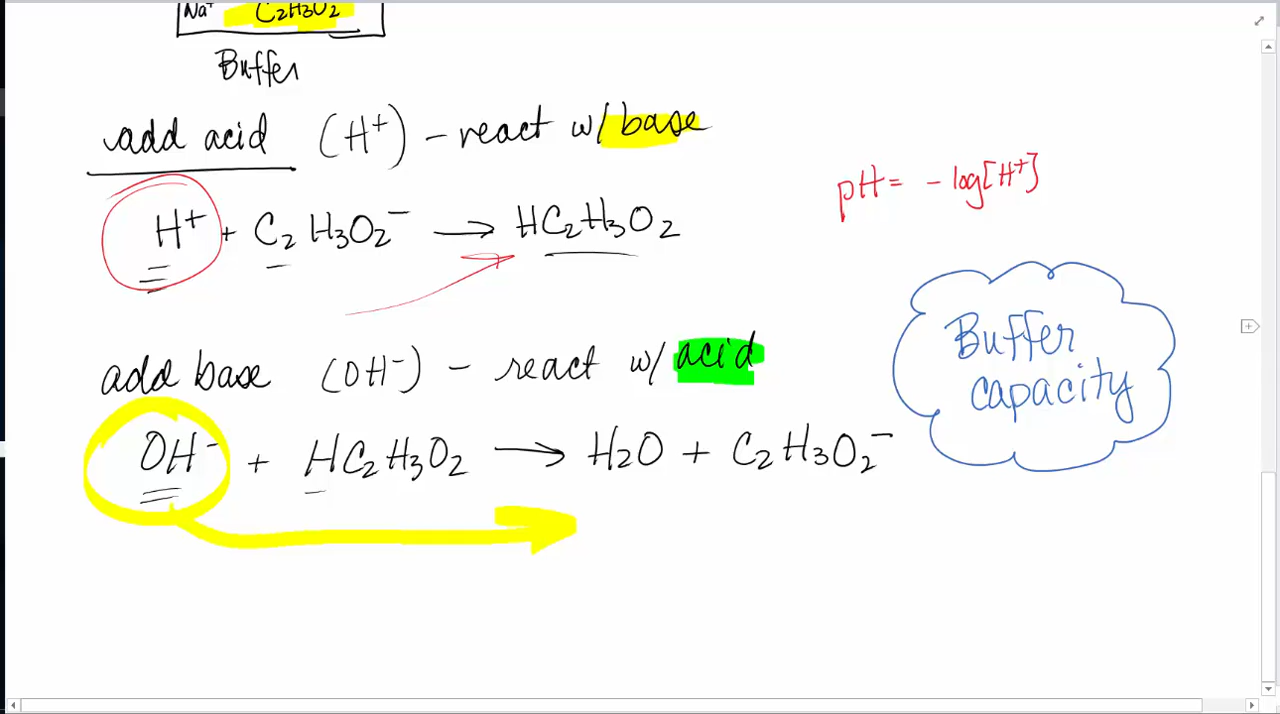 Na⁺ C₂H₃O₂
Buffer
add acid (H⁺) - react w/ base
pH = - log[H⁺]
H⁺ + C₂H₃O₂⁻ → HC₂H₃O₂
Buffer
capacity
add base (OH⁻) - react w/ acid
OH⁻ + HC₂H₃O₂ → H₂O + C₂H₃O₂⁻